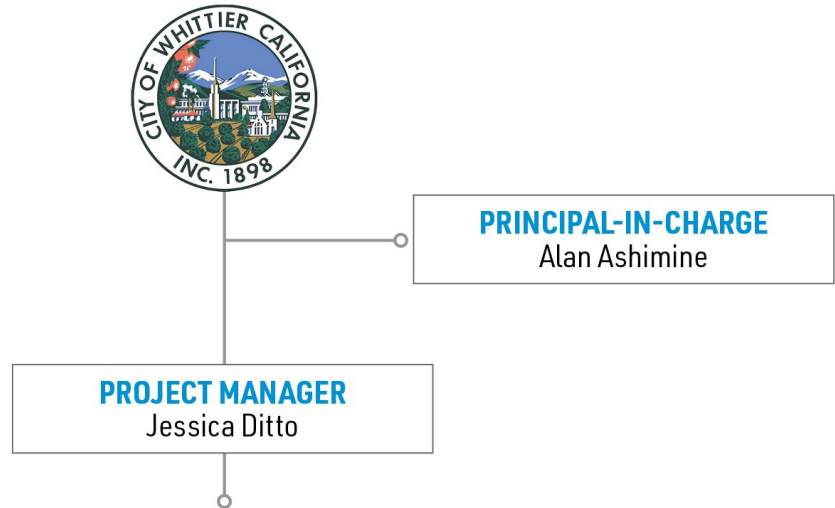 CITY OF WHITTIER CALIFORNIA
INC. 1898
PRINCIPAL-IN-CHARGE
Alan Ashimine
PROJECT MANAGER
Jessica Ditto